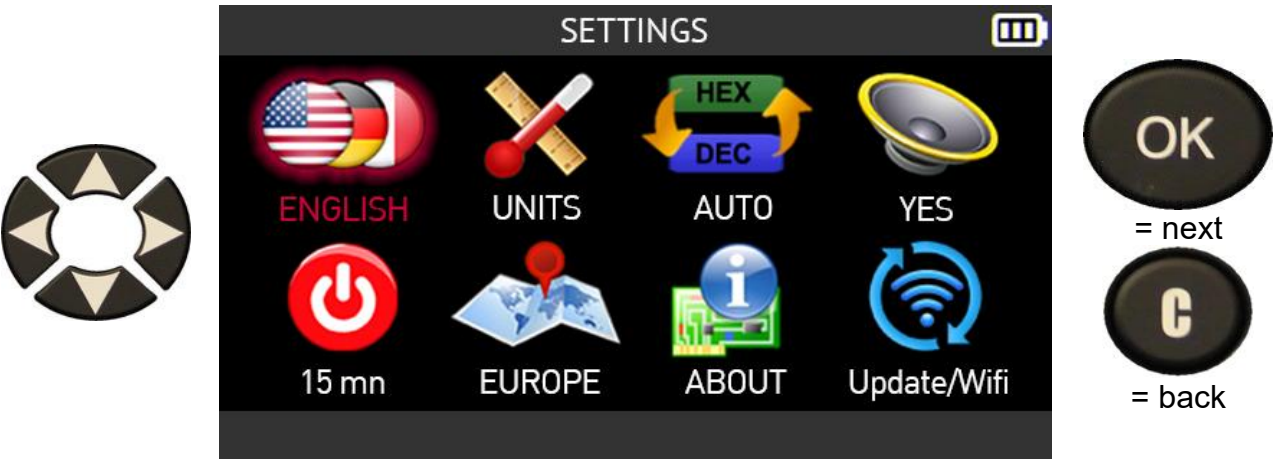 SETTINGS
HEX
DEC
ENGLISH UNITS AUTO YES
15 mn EUROPE ABOUT Update/Wifi
OK
= next
C
= back